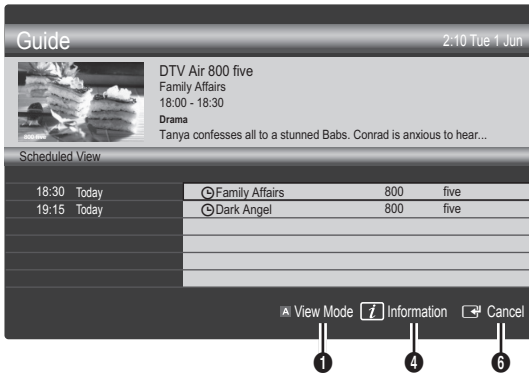 Guide
2:10 Tue 1 Jun
DTV Air 800 five
Family Affairs
18:00 - 18:30
Drama
Tanya confesses all to a stunned Babs. Conrad is anxious to hear...
800 five
Scheduled View
18:30 Today Family Affairs 800 five
19:15 Today Dark Angel 800 five
A View Mode i Information Cancel
1 4 6